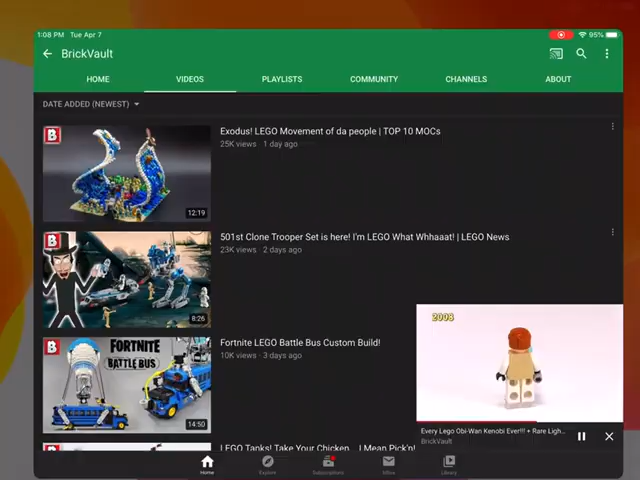 1:08 PM Tue Apr 7
95%
BrickVault
HOME VIDEOS PLAYLISTS COMMUNITY CHANNELS ABOUT
DATE ADDED (NEWEST)
B
Exodus! LEGO Movement of da people | TOP 10 MOCs
25K views · 1 day ago
12:19
B
501st Clone Trooper Set is here! I'm LEGO What Whhaaat! | LEGO News
23K views · 2 days ago
8:26
B
FORTNITE
BATTLE BUS
Fortnite LEGO Battle Bus Custom Build!
10K views · 3 days ago
14:50
2008
Every Lego Obi-Wan Kenobi Ever!!! + Rare Ligh...
BrickVault
LEGO Tanks! Take Your Chicken... I Mean Pick'n!
Home Explore Subscriptions Inbox Library